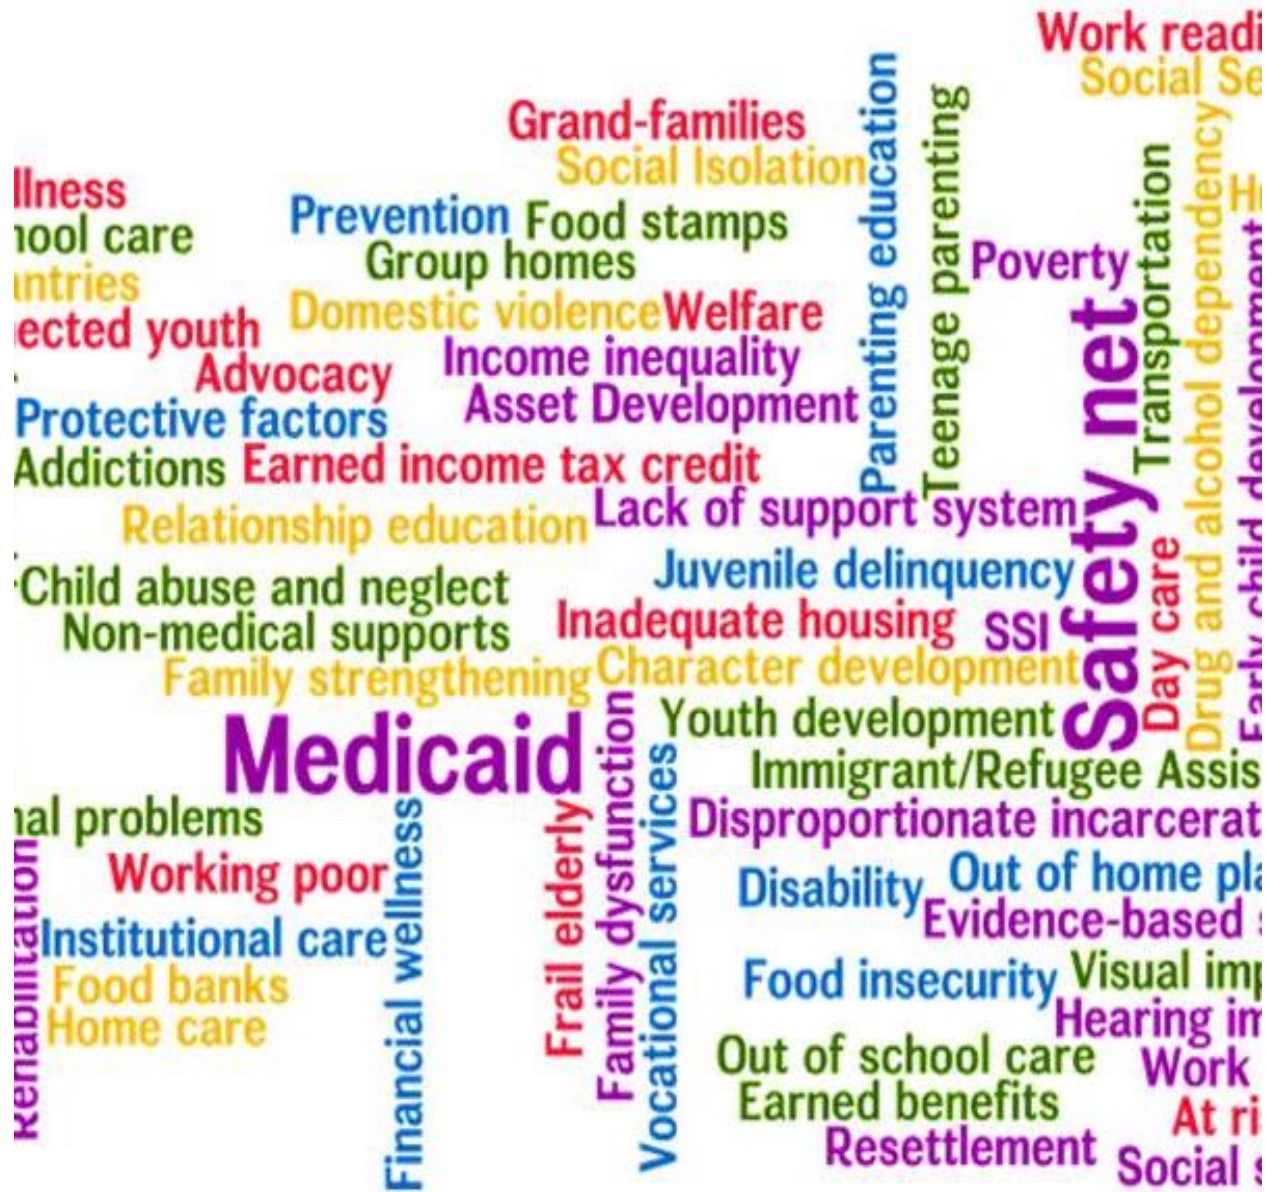 Work readi
Social Se
Grand-families
Social Isolation
Parenting education
Teenage parenting
Transportation
Drug and alcohol dependency
llness
Prevention
Food stamps
hool care
Group homes
Poverty
antries
Domestic violence
Welfare
ected youth
Income inequality
Safety net
Early child development
Advocacy
Asset Development
Protective factors
Addictions
Earned income tax credit
Lack of support system
Relationship education
Juvenile delinquency
Day care
Child abuse and neglect
Inadequate housing
SSI
Non-medical supports
Character development
Family strengthening
Medicaid
Youth development
Immigrant/Refugee Assis
nal problems
Disproportionate incarcerat
Working poor
Financial wellness
Frail elderly
Family dysfunction
Vocational services
Disability
Out of home pla
Rehabilitation
Institutional care
Evidence-based
Food banks
Food insecurity
Visual imp
Home care
Hearing im
Out of school care
Work
Earned benefits
At ri
Resettlement
Social